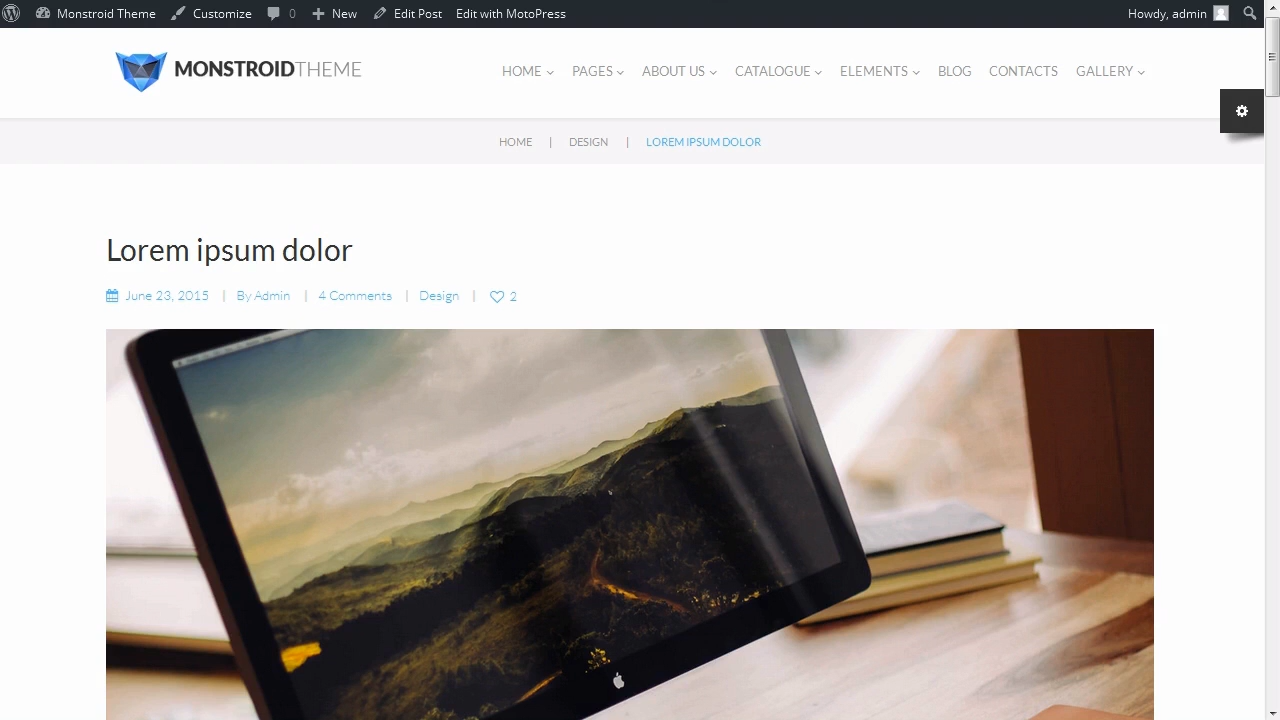 Monstroid Theme Customize 0 New Edit Post Edit with MotoPress Howdy, admin
MONSTROIDTHEME
HOME PAGES ABOUT US CATALOGUE ELEMENTS BLOG CONTACTS GALLERY
HOME | DESIGN | LOREM IPSUM DOLOR
Lorem ipsum dolor
June 23, 2015 | By Admin | 4 Comments | Design | 2